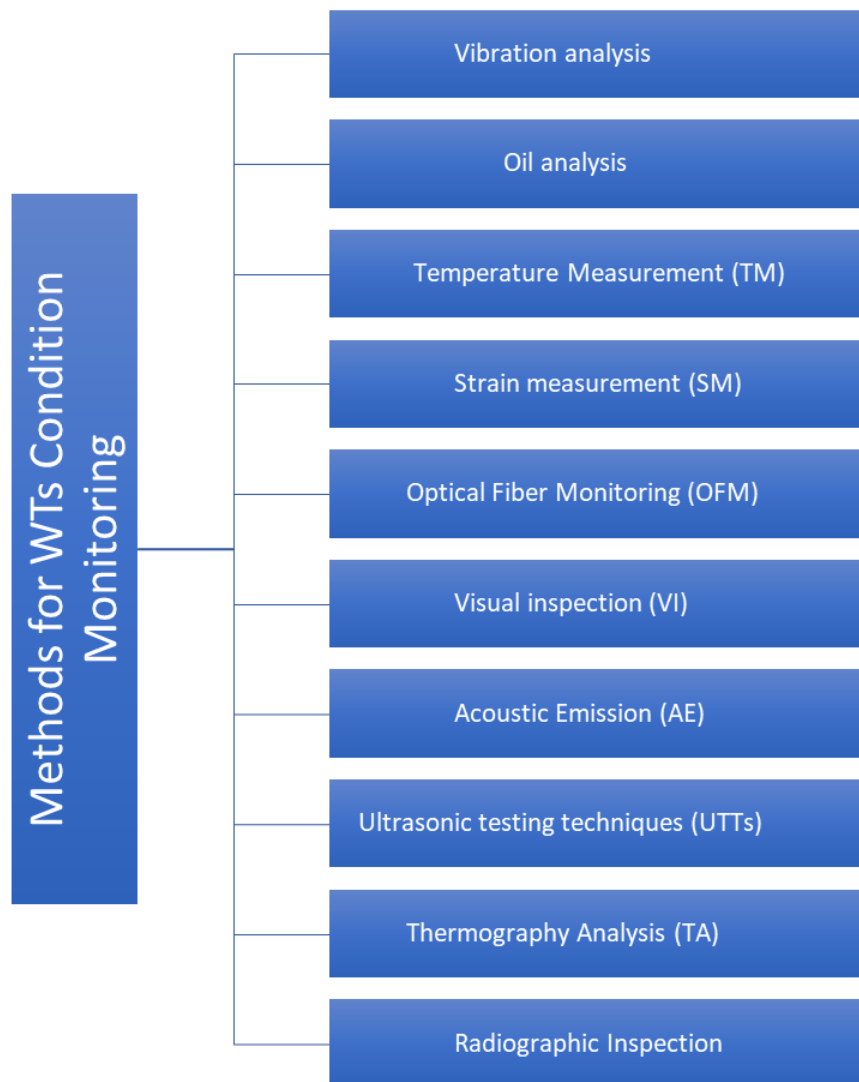 Methods for WTs Condition
Monitoring
Vibration analysis
Oil analysis
Temperature Measurement (TM)
Strain measurement (SM)
Optical Fiber Monitoring (OFM)
Visual inspection (VI)
Acoustic Emission (AE)
Ultrasonic testing techniques (UTTs)
Thermography Analysis (TA)
Radiographic Inspection